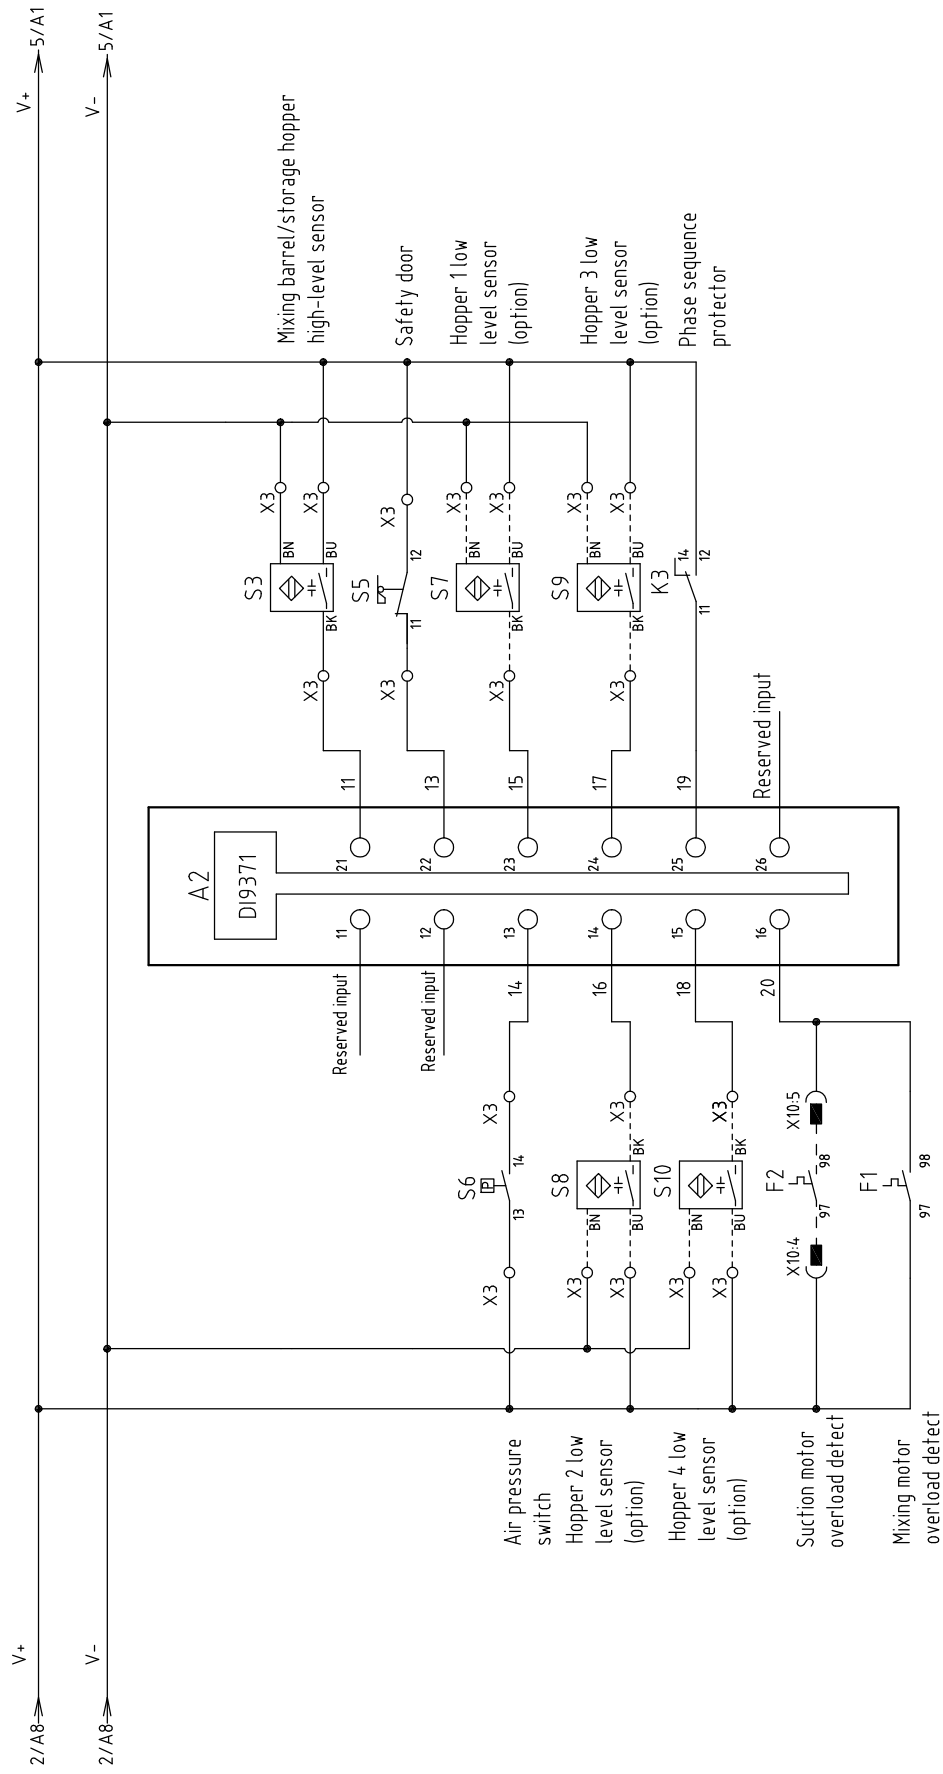 V+
5/A1
V-
5/A1
Mixing barrel/storage hopper
high-level sensor
Safety door
Hopper 1 low
level sensor
(option)
Hopper 3 low
level sensor
(option)
Phase sequence
protector
X3
X3
BN
BU
S3
BK
X3
X3
12
S5
11
X3
X3
X3
BN
BU
S7
BK
X3
X3
X3
BN
BU
S9
BK
X3
14
12
K3
11
Reserved input
11
13
15
17
19
A2
DI9371
21
22
23
24
25
26
11
12
13
14
15
16
Reserved input
Reserved input
14
16
18
20
X3
14
S6
P
13
X3
X3
BK
S8
BN
BU
X3
X3
X3
BK
S10
BN
BU
X3
X3
X10:5
98
F2
97
X10:4
98
F1
97
Air pressure
switch
Hopper 2 low
level sensor
(option)
Hopper 4 low
level sensor
(option)
Suction motor
overload detect
Mixing motor
overload detect
V+
2/A8
V-
2/A8